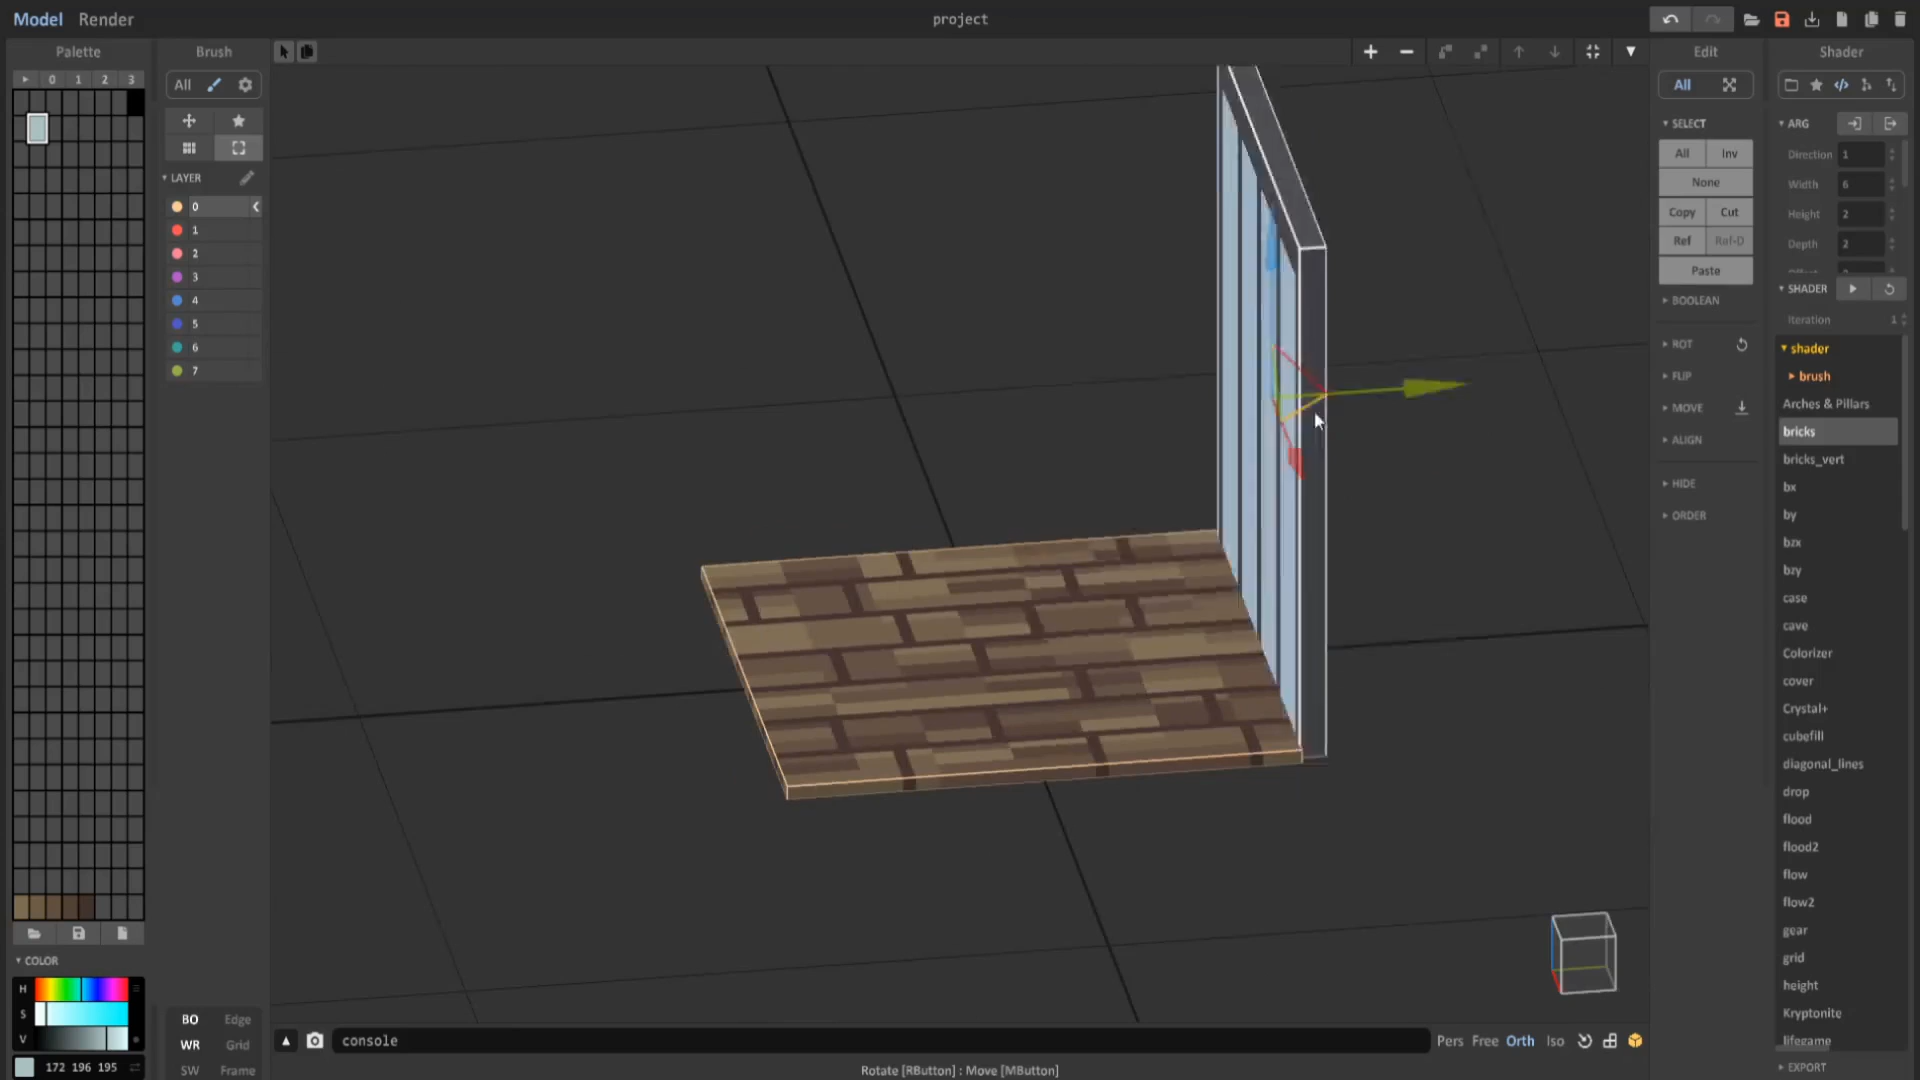 Model Render
project
Palette
Brush
Edit
Shader
0 1 2 3
All
All
LAYER
0
1
2
3
4
5
6
7
SELECT
All Inv
None
Copy Cut
Ref Ref-D
Paste
BOOLEAN
ROT
FLIP
MOVE
ALIGN
HIDE
ORDER
ARG
Direction 1
Width 6
Height 2
Depth 2
SHADER
Iteration 1
shader
brush
Arches & Pillars
bricks
bricks_vert
bx
by
bzx
bzy
case
cave
Colorizer
cover
Crystal+
cubefill
diagonal_lines
drop
flood
flood2
flow
flow2
gear
grid
height
Kryptonite
lifegame
EXPORT
COLOR
H
S
V
172 196 195
BO Edge
WR Grid
SW Frame
console
Pers Free Orth Iso
Rotate [RButton] : Move [MButton]